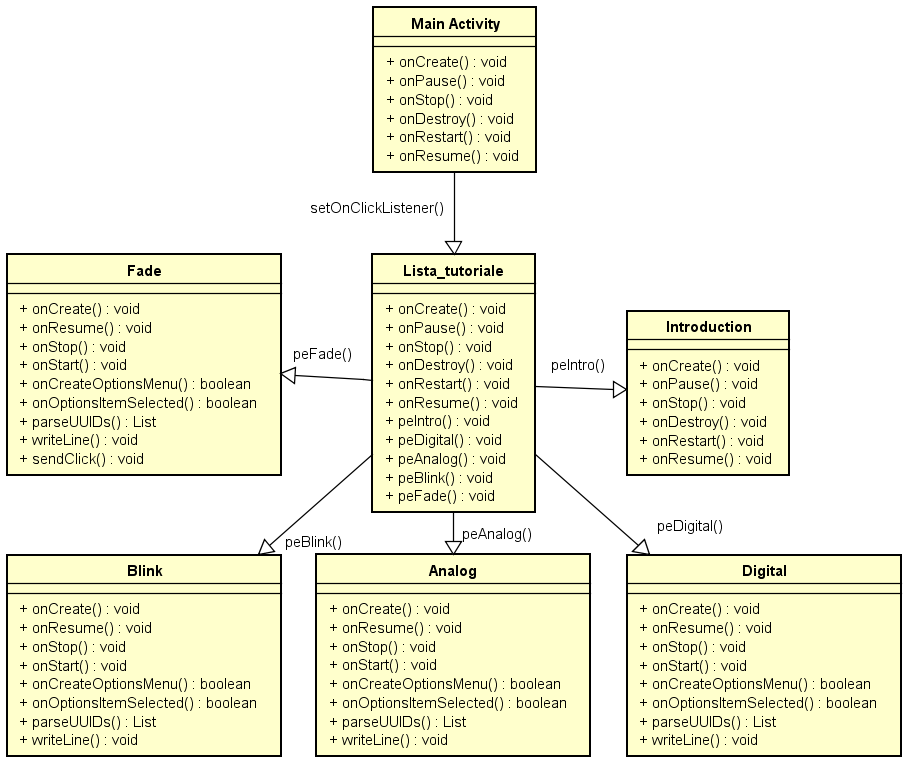 Main Activity
+ onCreate() : void
+ onPause() : void
+ onStop() : void
+ onDestroy() : void
+ onRestart() : void
+ onResume() : void
setOnClickListener()
Fade
+ onCreate() : void
+ onResume() : void
+ onStop() : void
+ onStart() : void
+ onCreateOptionsMenu() : boolean
+ onOptionsItemSelected() : boolean
+ parseUUIDs() : List
+ writeLine() : void
+ sendClick() : void
peFade()
Lista_tutoriale
+ onCreate() : void
+ onPause() : void
+ onStop() : void
+ onDestroy() : void
+ onRestart() : void
+ onResume() : void
+ peIntro() : void
+ peDigital() : void
+ peAnalog() : void
+ peBlink() : void
+ peFade() : void
peIntro()
Introduction
+ onCreate() : void
+ onPause() : void
+ onStop() : void
+ onDestroy() : void
+ onRestart() : void
+ onResume() : void
peBlink()
peAnalog()
peDigital()
Blink
+ onCreate() : void
+ onResume() : void
+ onStop() : void
+ onStart() : void
+ onCreateOptionsMenu() : boolean
+ onOptionsItemSelected() : boolean
+ parseUUIDs() : List
+ writeLine() : void
Analog
+ onCreate() : void
+ onResume() : void
+ onStop() : void
+ onStart() : void
+ onCreateOptionsMenu() : boolean
+ onOptionsItemSelected() : boolean
+ parseUUIDs() : List
+ writeLine() : void
Digital
+ onCreate() : void
+ onResume() : void
+ onStop() : void
+ onStart() : void
+ onCreateOptionsMenu() : boolean
+ onOptionsItemSelected() : boolean
+ parseUUIDs() : List
+ writeLine() : void